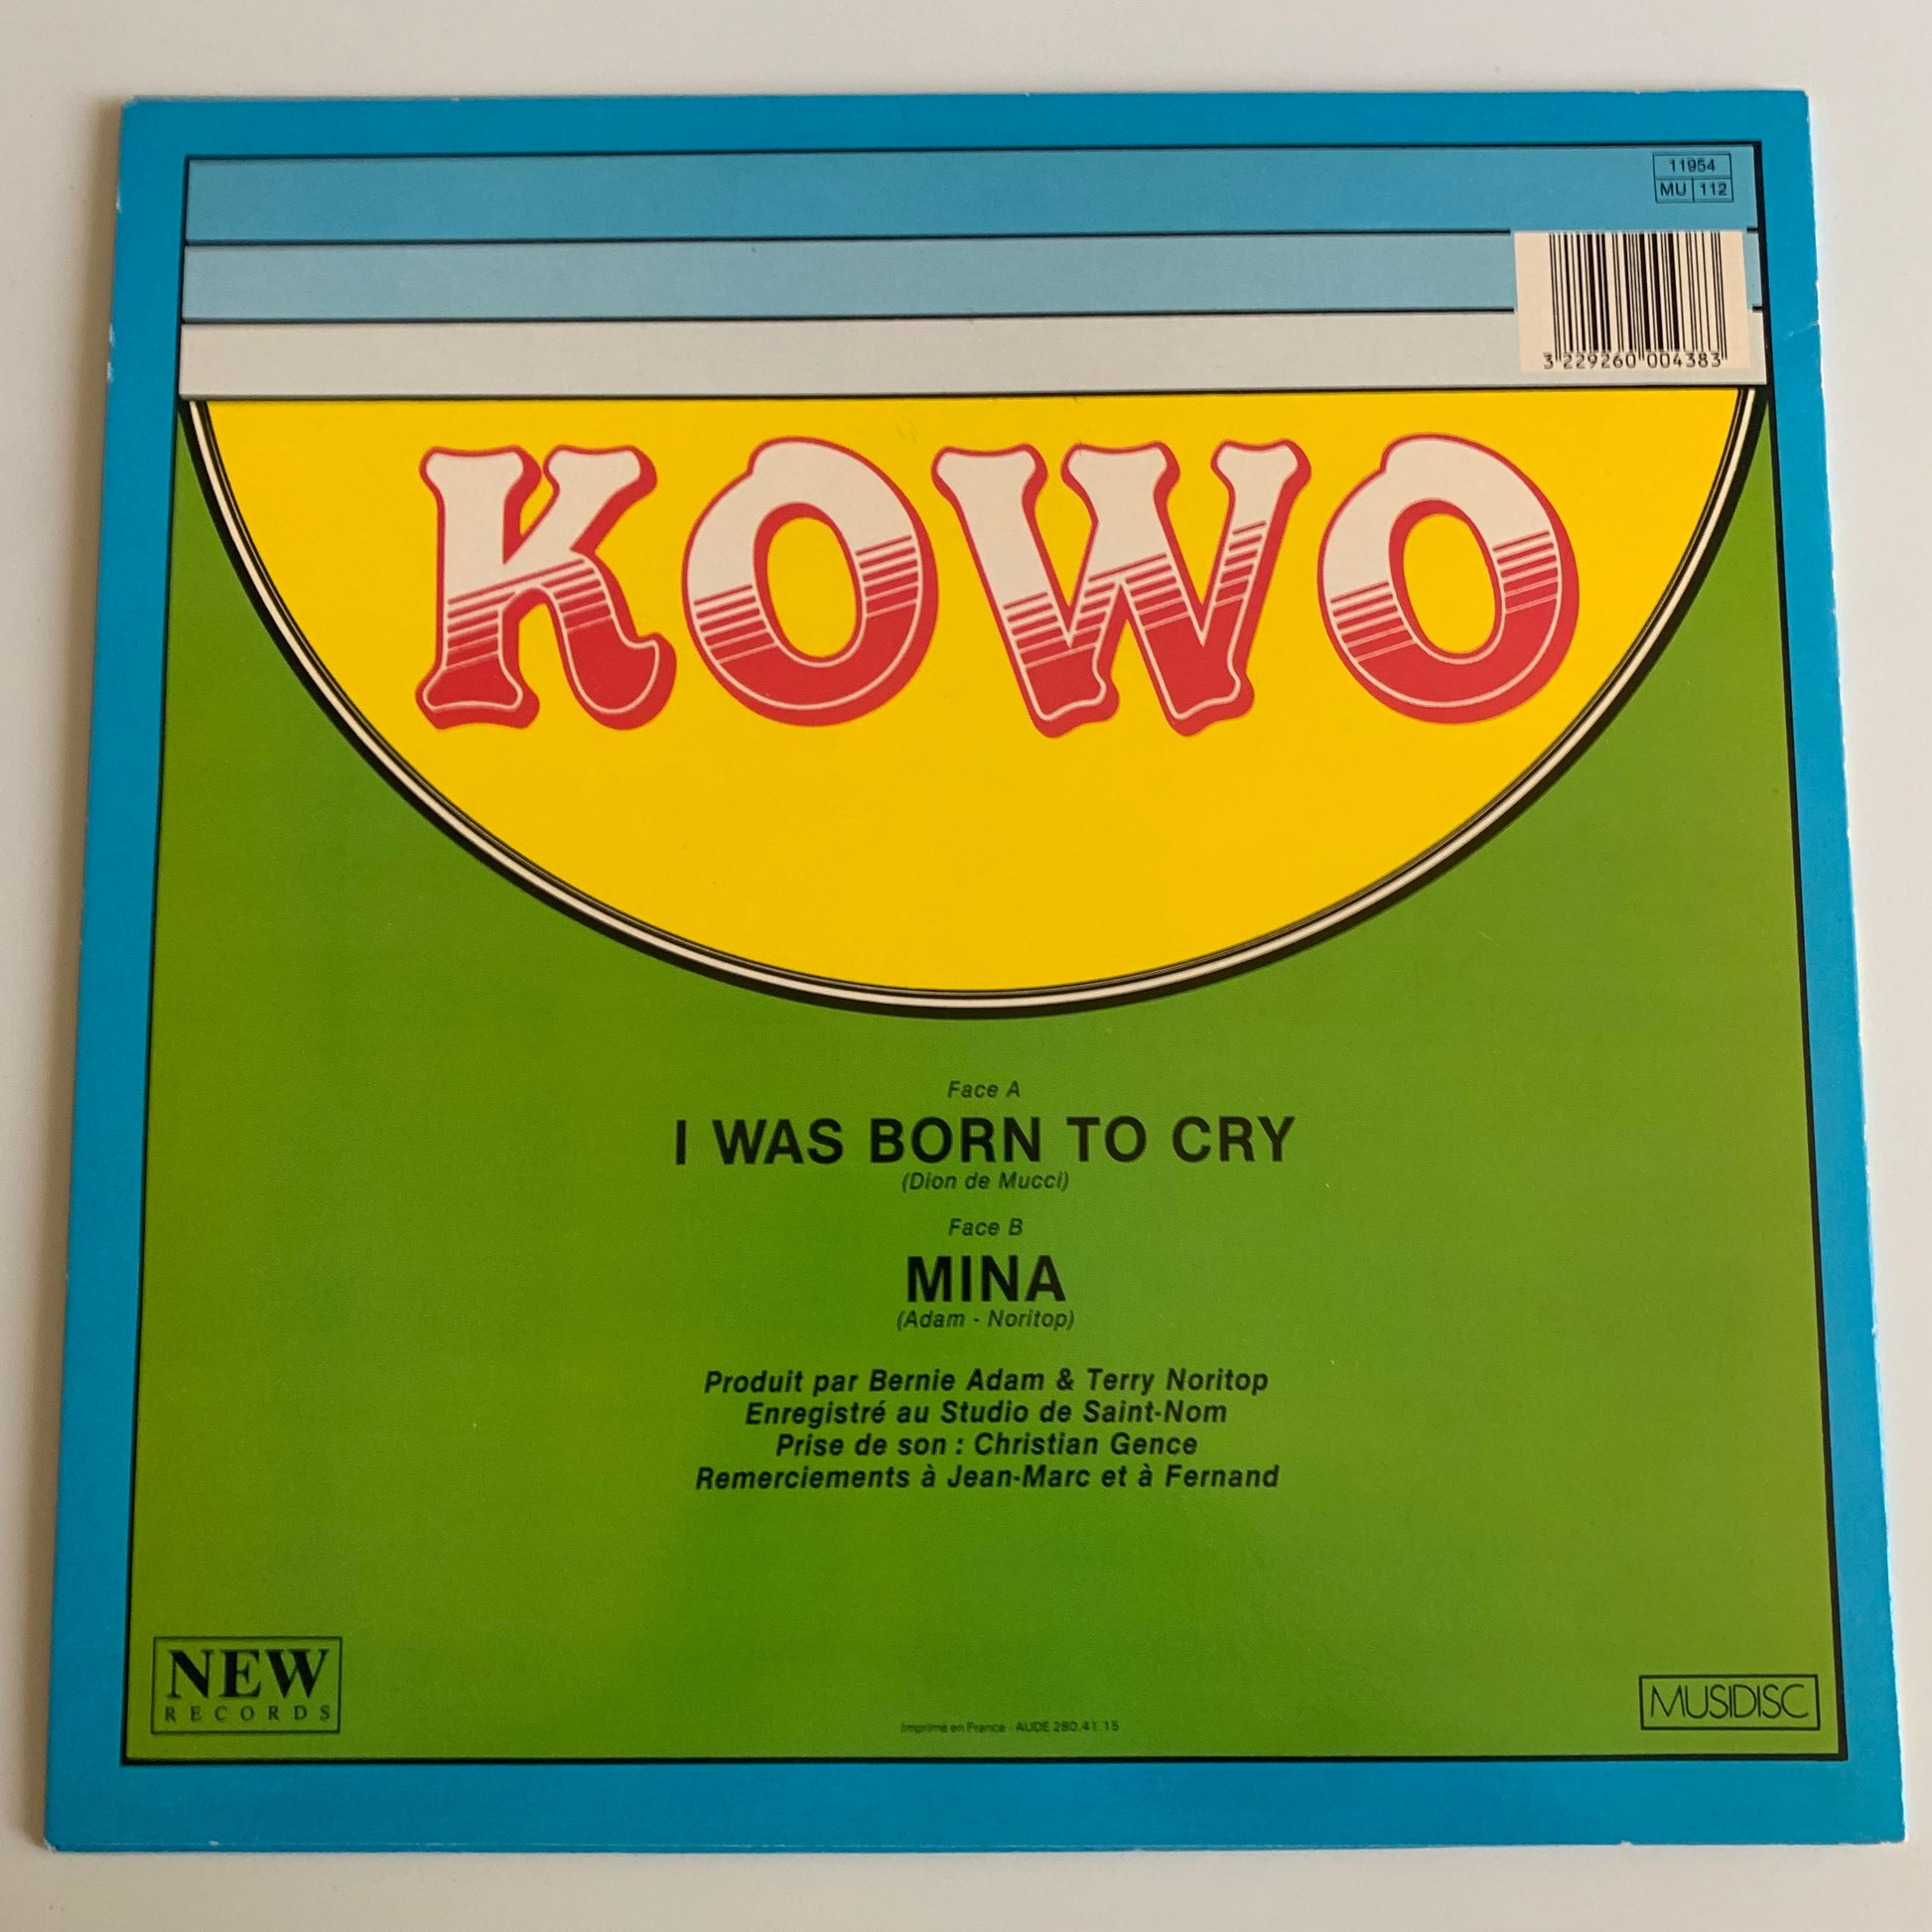 11954
MU 112
3 229260 004383
KOWO
Face A
I WAS BORN TO CRY
(Dion de Mucci)
Face B
MINA
(Adam - Noritop)
Produit par Bernie Adam & Terry Noritop
Enregistré au Studio de Saint-Nom
Prise de son : Christian Gence
Remerciements à Jean-Marc et à Fernand
NEW
RECORDS
Imprimé en France - AUDE 280.41.15
MUSIDISC